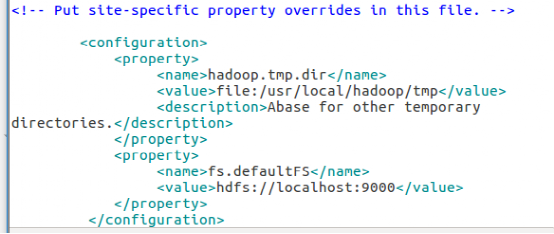 <!-- Put site-specific property overrides in this file. -->
<configuration>
<property>
<name>hadoop.tmp.dir</name>
<value>file:/usr/local/hadoop/tmp</value>
<description>Abase for other temporary
directories.</description>
</property>
<property>
<name>fs.defaultFS</name>
<value>hdfs://localhost:9000</value>
</property>
</configuration>